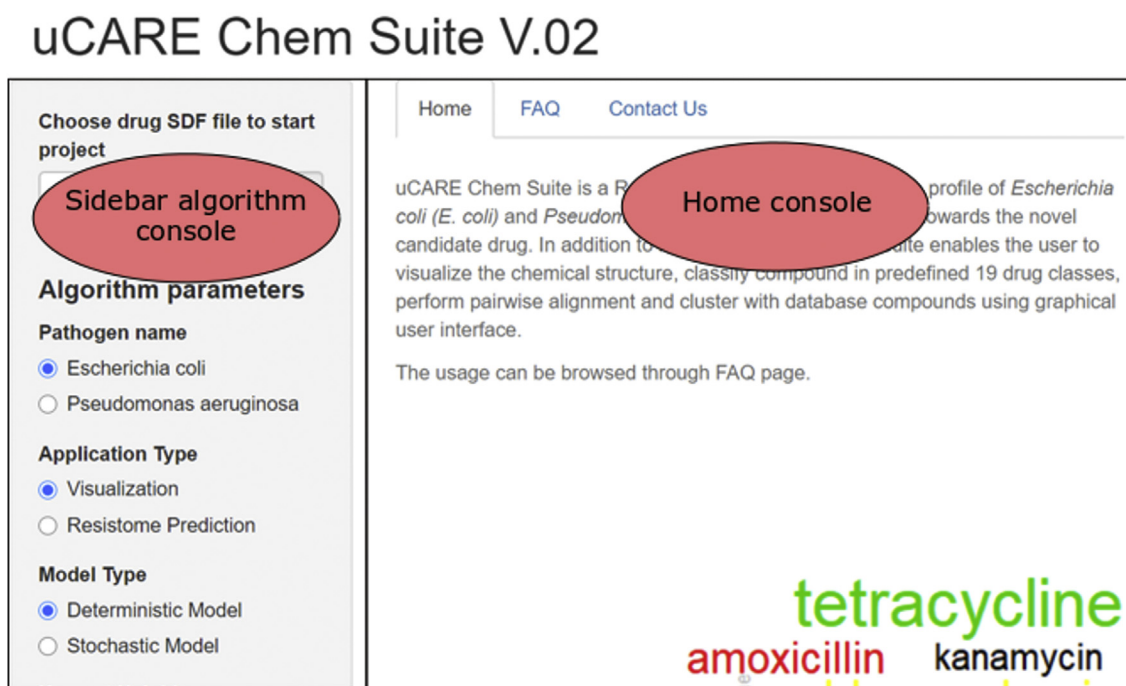 uCARE Chem Suite V.02
Choose drug SDF file to start
project
Sidebar algorithm
console
Algorithm parameters
Pathogen name
Escherichia coli
Pseudomonas aeruginosa
Application Type
Visualization
Resistome Prediction
Model Type
Deterministic Model
Stochastic Model
Home FAQ Contact Us
Home console
uCARE Chem Suite is a profile of Escherichia
coli (E. coli) and towards the novel
candidate drug. In addition to enables the user to
visualize the chemical structure, classify compound in predefined 19 drug classes,
perform pairwise alignment and cluster with database compounds using graphical
user interface.
The usage can be browsed through FAQ page.
tetracycline
amoxicillin kanamycin